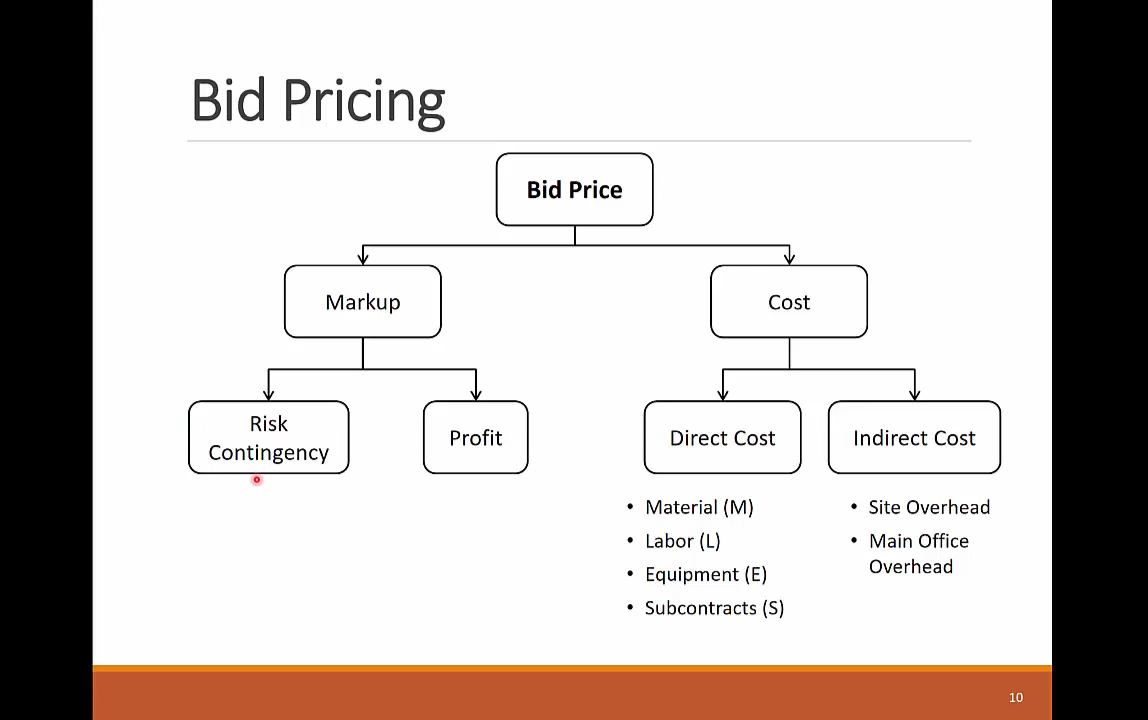 Bid Pricing
Bid Price
Markup
Cost
Risk
Contingency
Profit
Direct Cost
Indirect Cost
• Material (M)
• Labor (L)
• Equipment (E)
• Subcontracts (S)
• Site Overhead
• Main Office
Overhead
10